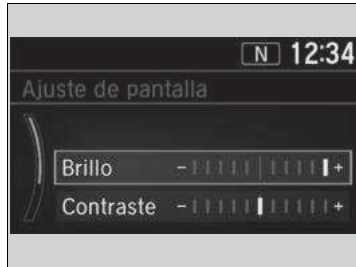 N 12:34
Ajuste de pantalla
Brillo - +
Contraste - +